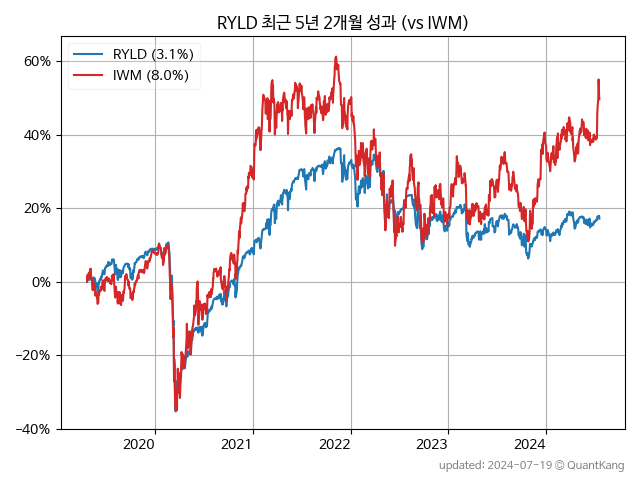 RYLD 최근 5년 2개월 성과 (vs IWM)
RYLD (3.1%)
IWM (8.0%)
60%
40%
20%
0%
−20%
−40%
2020 2021 2022 2023 2024
updated: 2024-07-19 © QuantKang